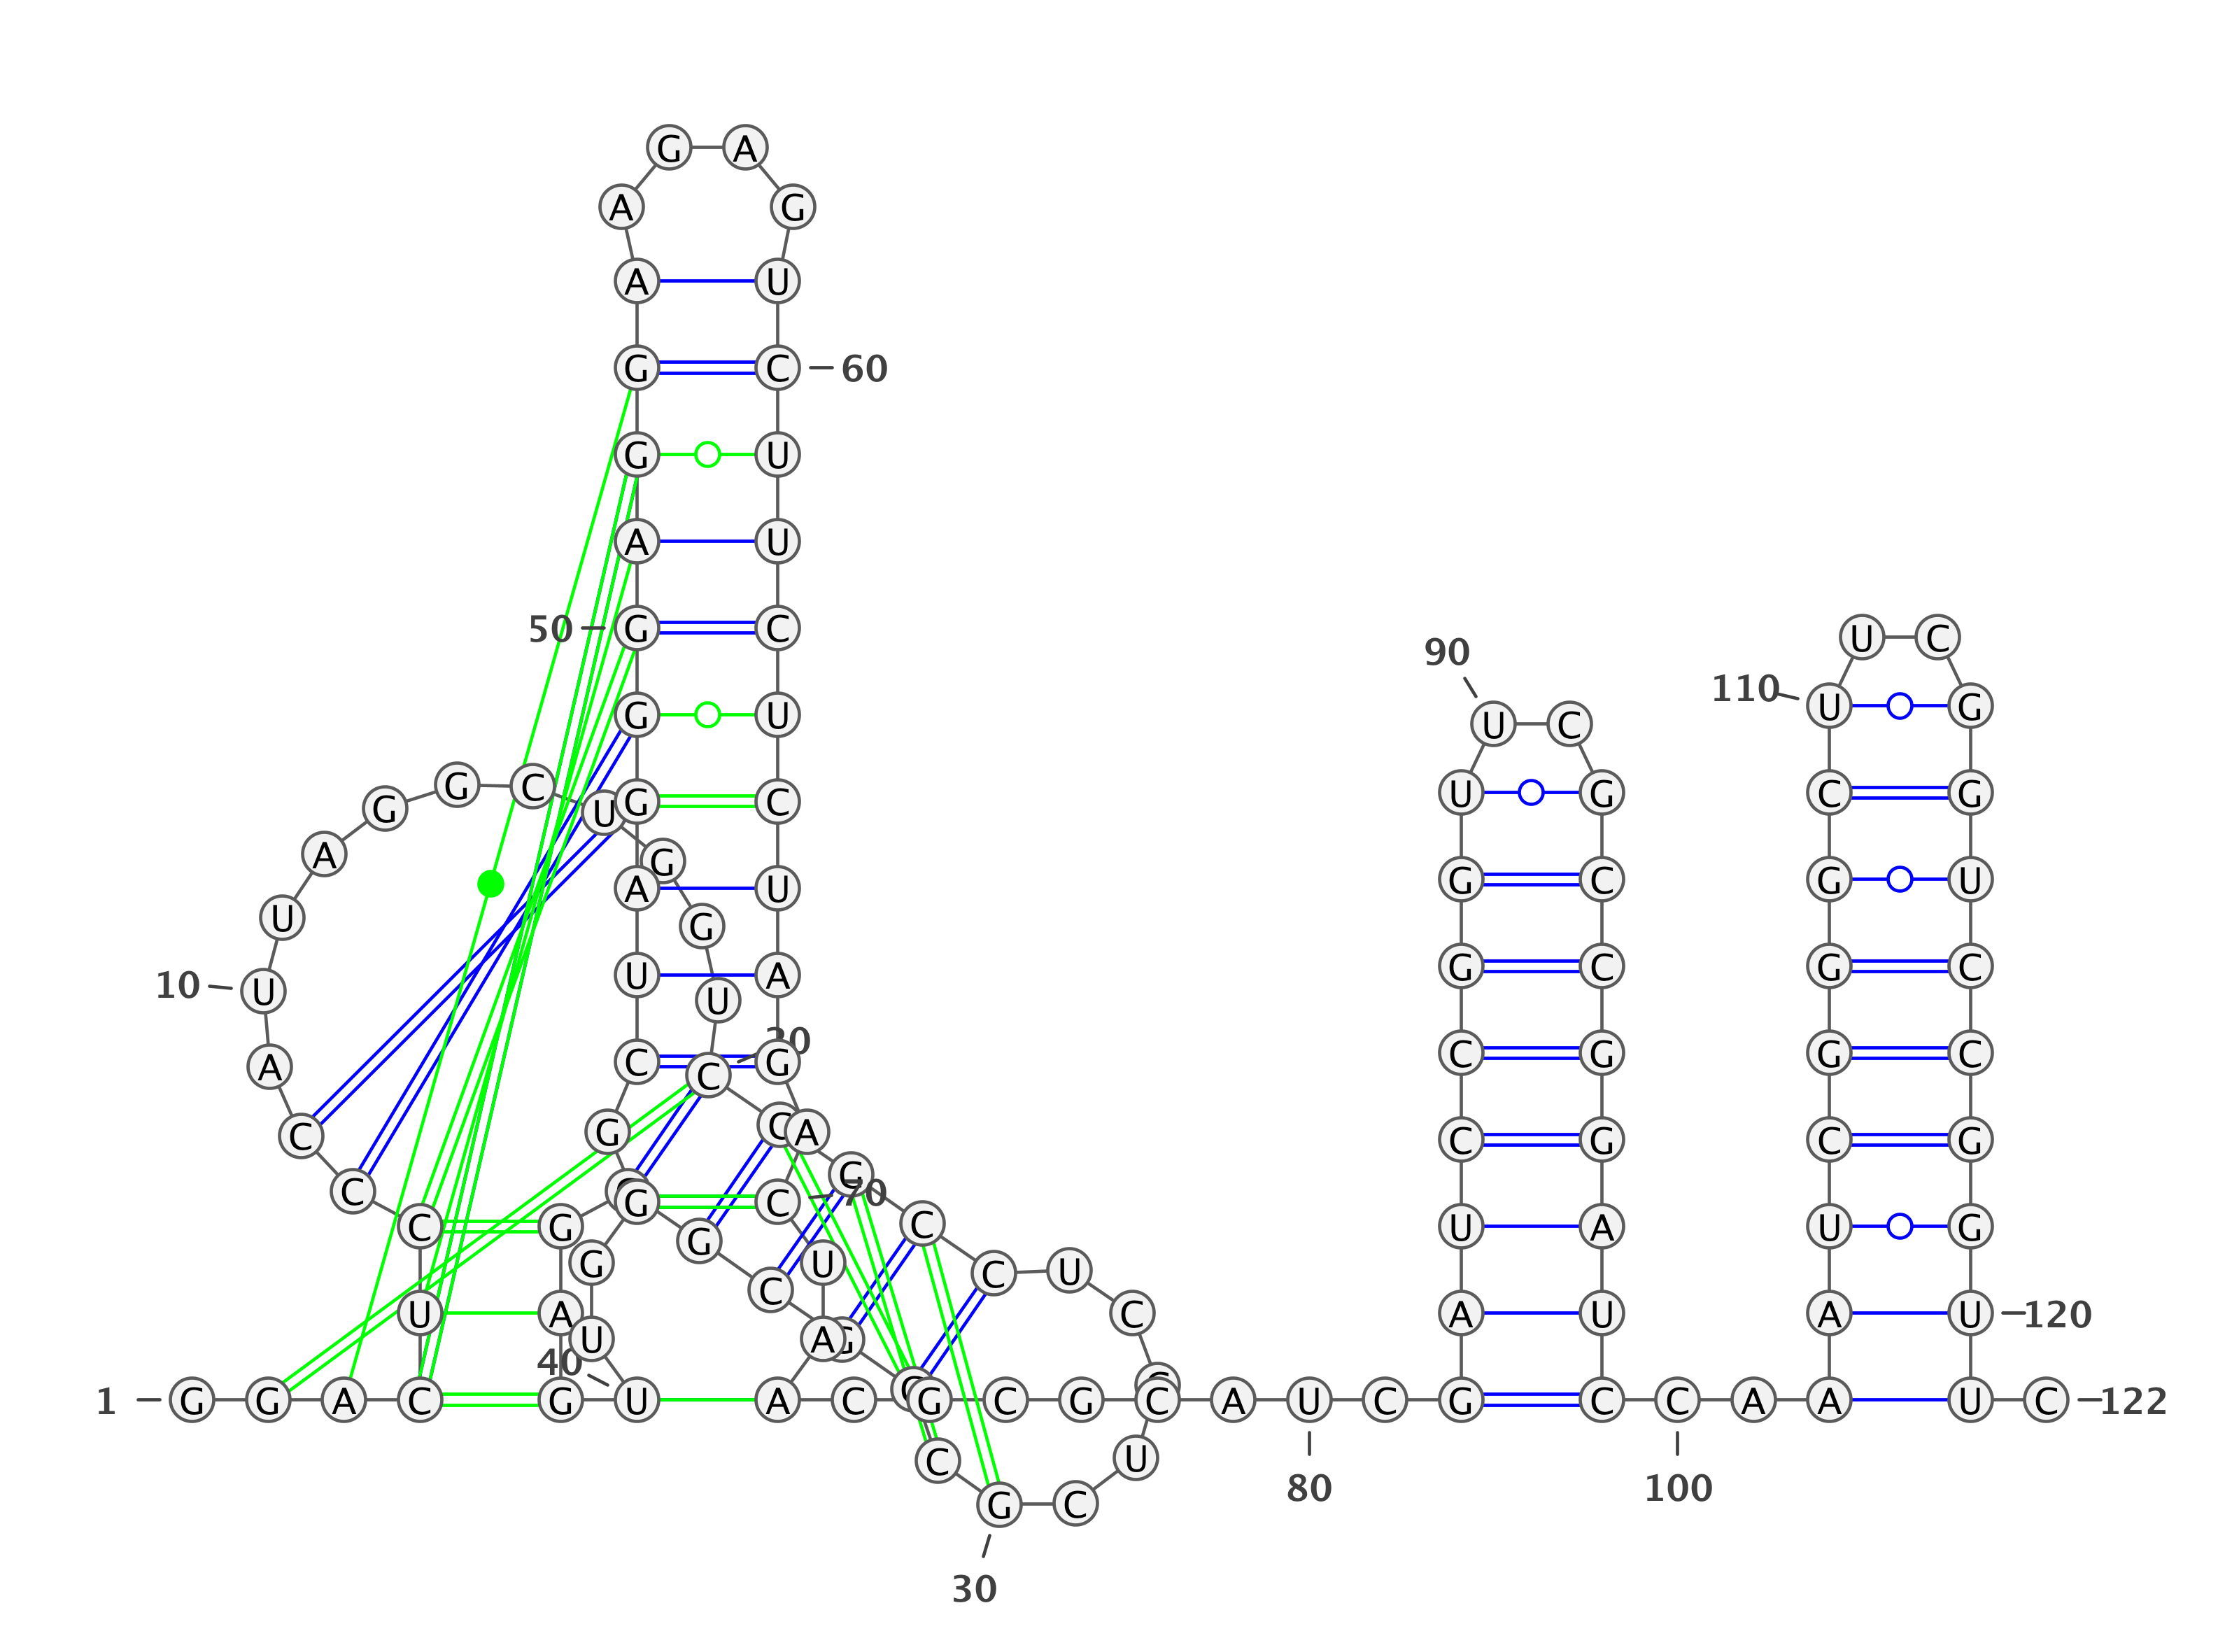 G A
A G
A U
G C 60
G U
A U
50 G C U C
90
G U U C 110 U G
G G C U G C U G C G
A G
U A U G C G U
G
10 U U A G C G C
U
A C G C G G C
20
C G C A C G C G
C G G C 70
C G G C U A U G
G U C U
C
U A U C A U A U 120
40 U A
1 G G A C G U A C G C G C A U C G C C A A U C 122
C U
80 100
G C
30